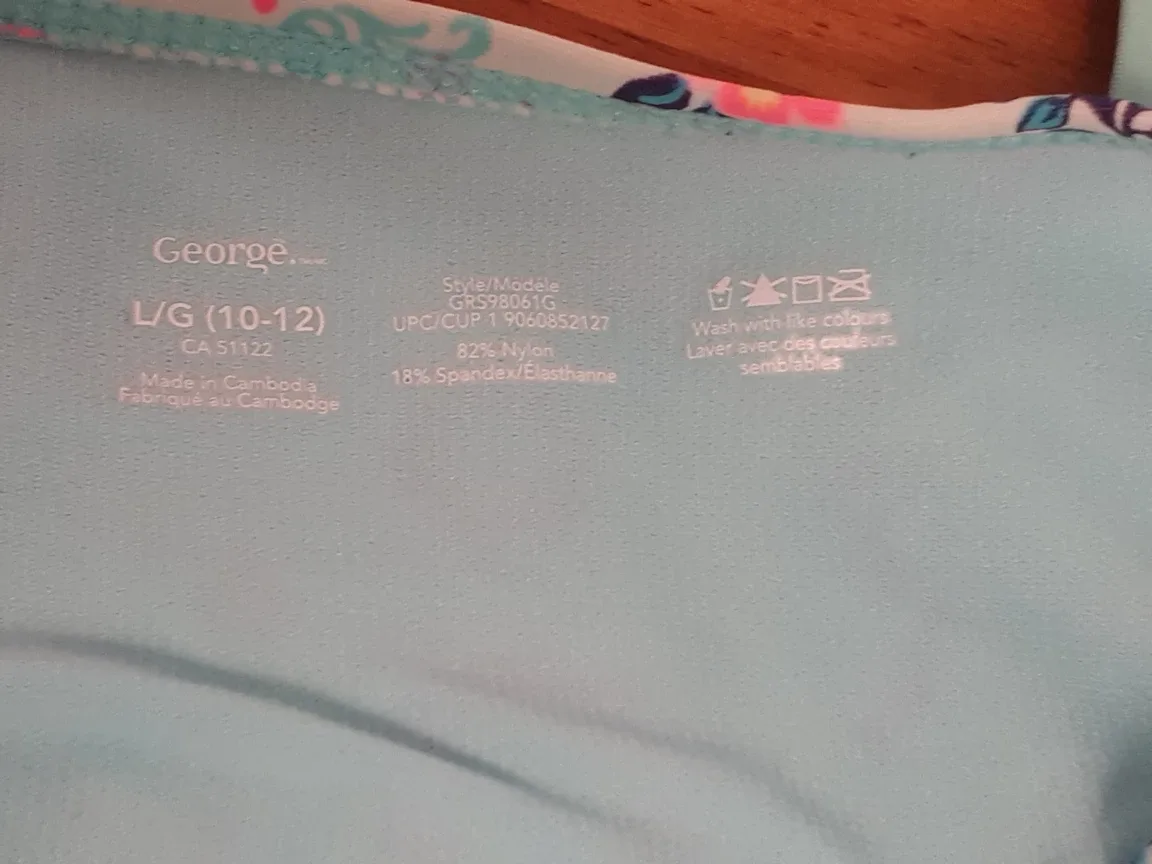 George.
L/G (10-12)
CA 51122
Made in Cambodia
Fabriqué au Cambodge
Style/Modèle
GRS98061G
UPC/CUP 1 9060852127
82% Nylon
18% Spandex/Élasthanne
Wash with like colours
Laver avec des couleurs
semblables